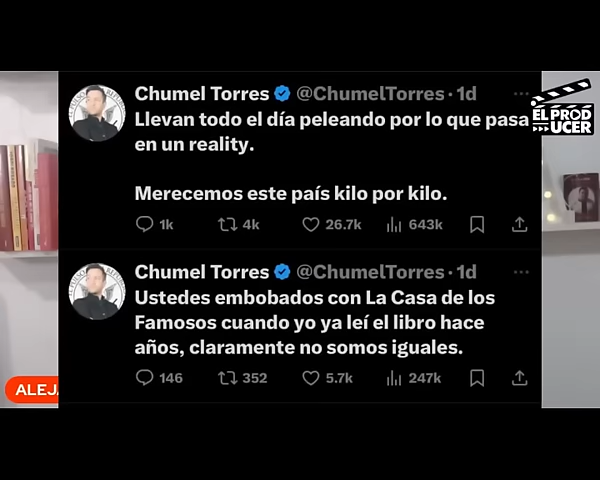 Chumel Torres @ChumelTorres · 1d
Llevan todo el día peleando por lo que pasa
en un reality.
Merecemos este país kilo por kilo.
1k 4k 26.7k 643k
Chumel Torres @ChumelTorres · 1d
Ustedes embobados con La Casa de los
Famosos cuando yo ya leí el libro hace
años, claramente no somos iguales.
146 352 5.7k 247k
EL PROD
UCER
ALEJ